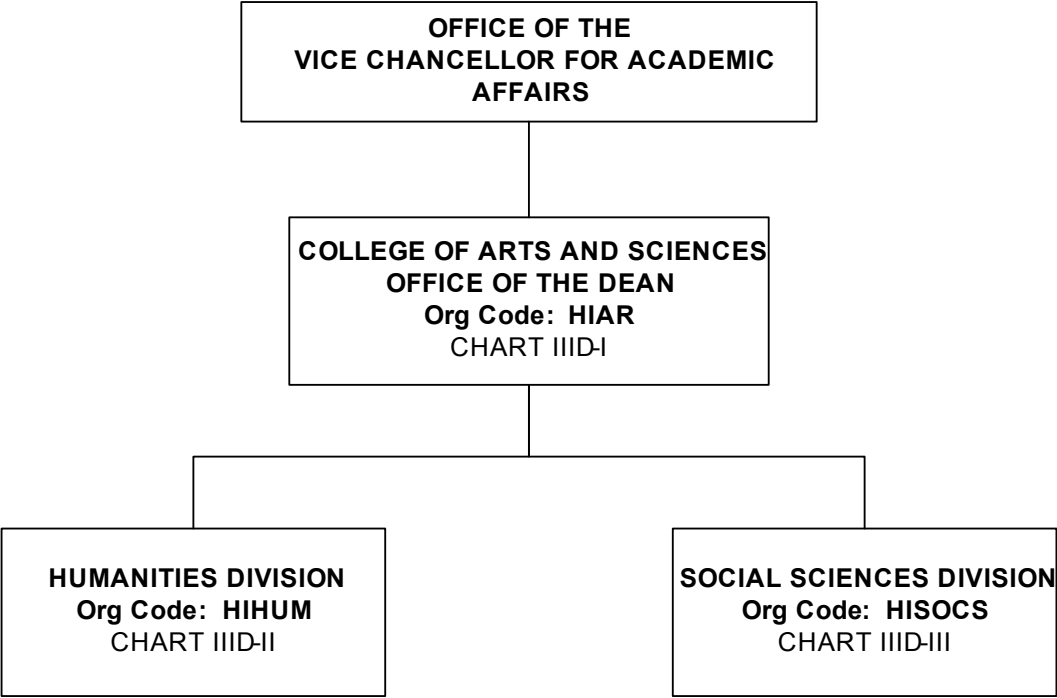 OFFICE OF THE
VICE CHANCELLOR FOR ACADEMIC
AFFAIRS
COLLEGE OF ARTS AND SCIENCES
OFFICE OF THE DEAN
Org Code: HIAR
CHART IIID-I
HUMANITIES DIVISION
Org Code: HIHUM
CHART IIID-II
SOCIAL SCIENCES DIVISION
Org Code: HISOCS
CHART IIID-III